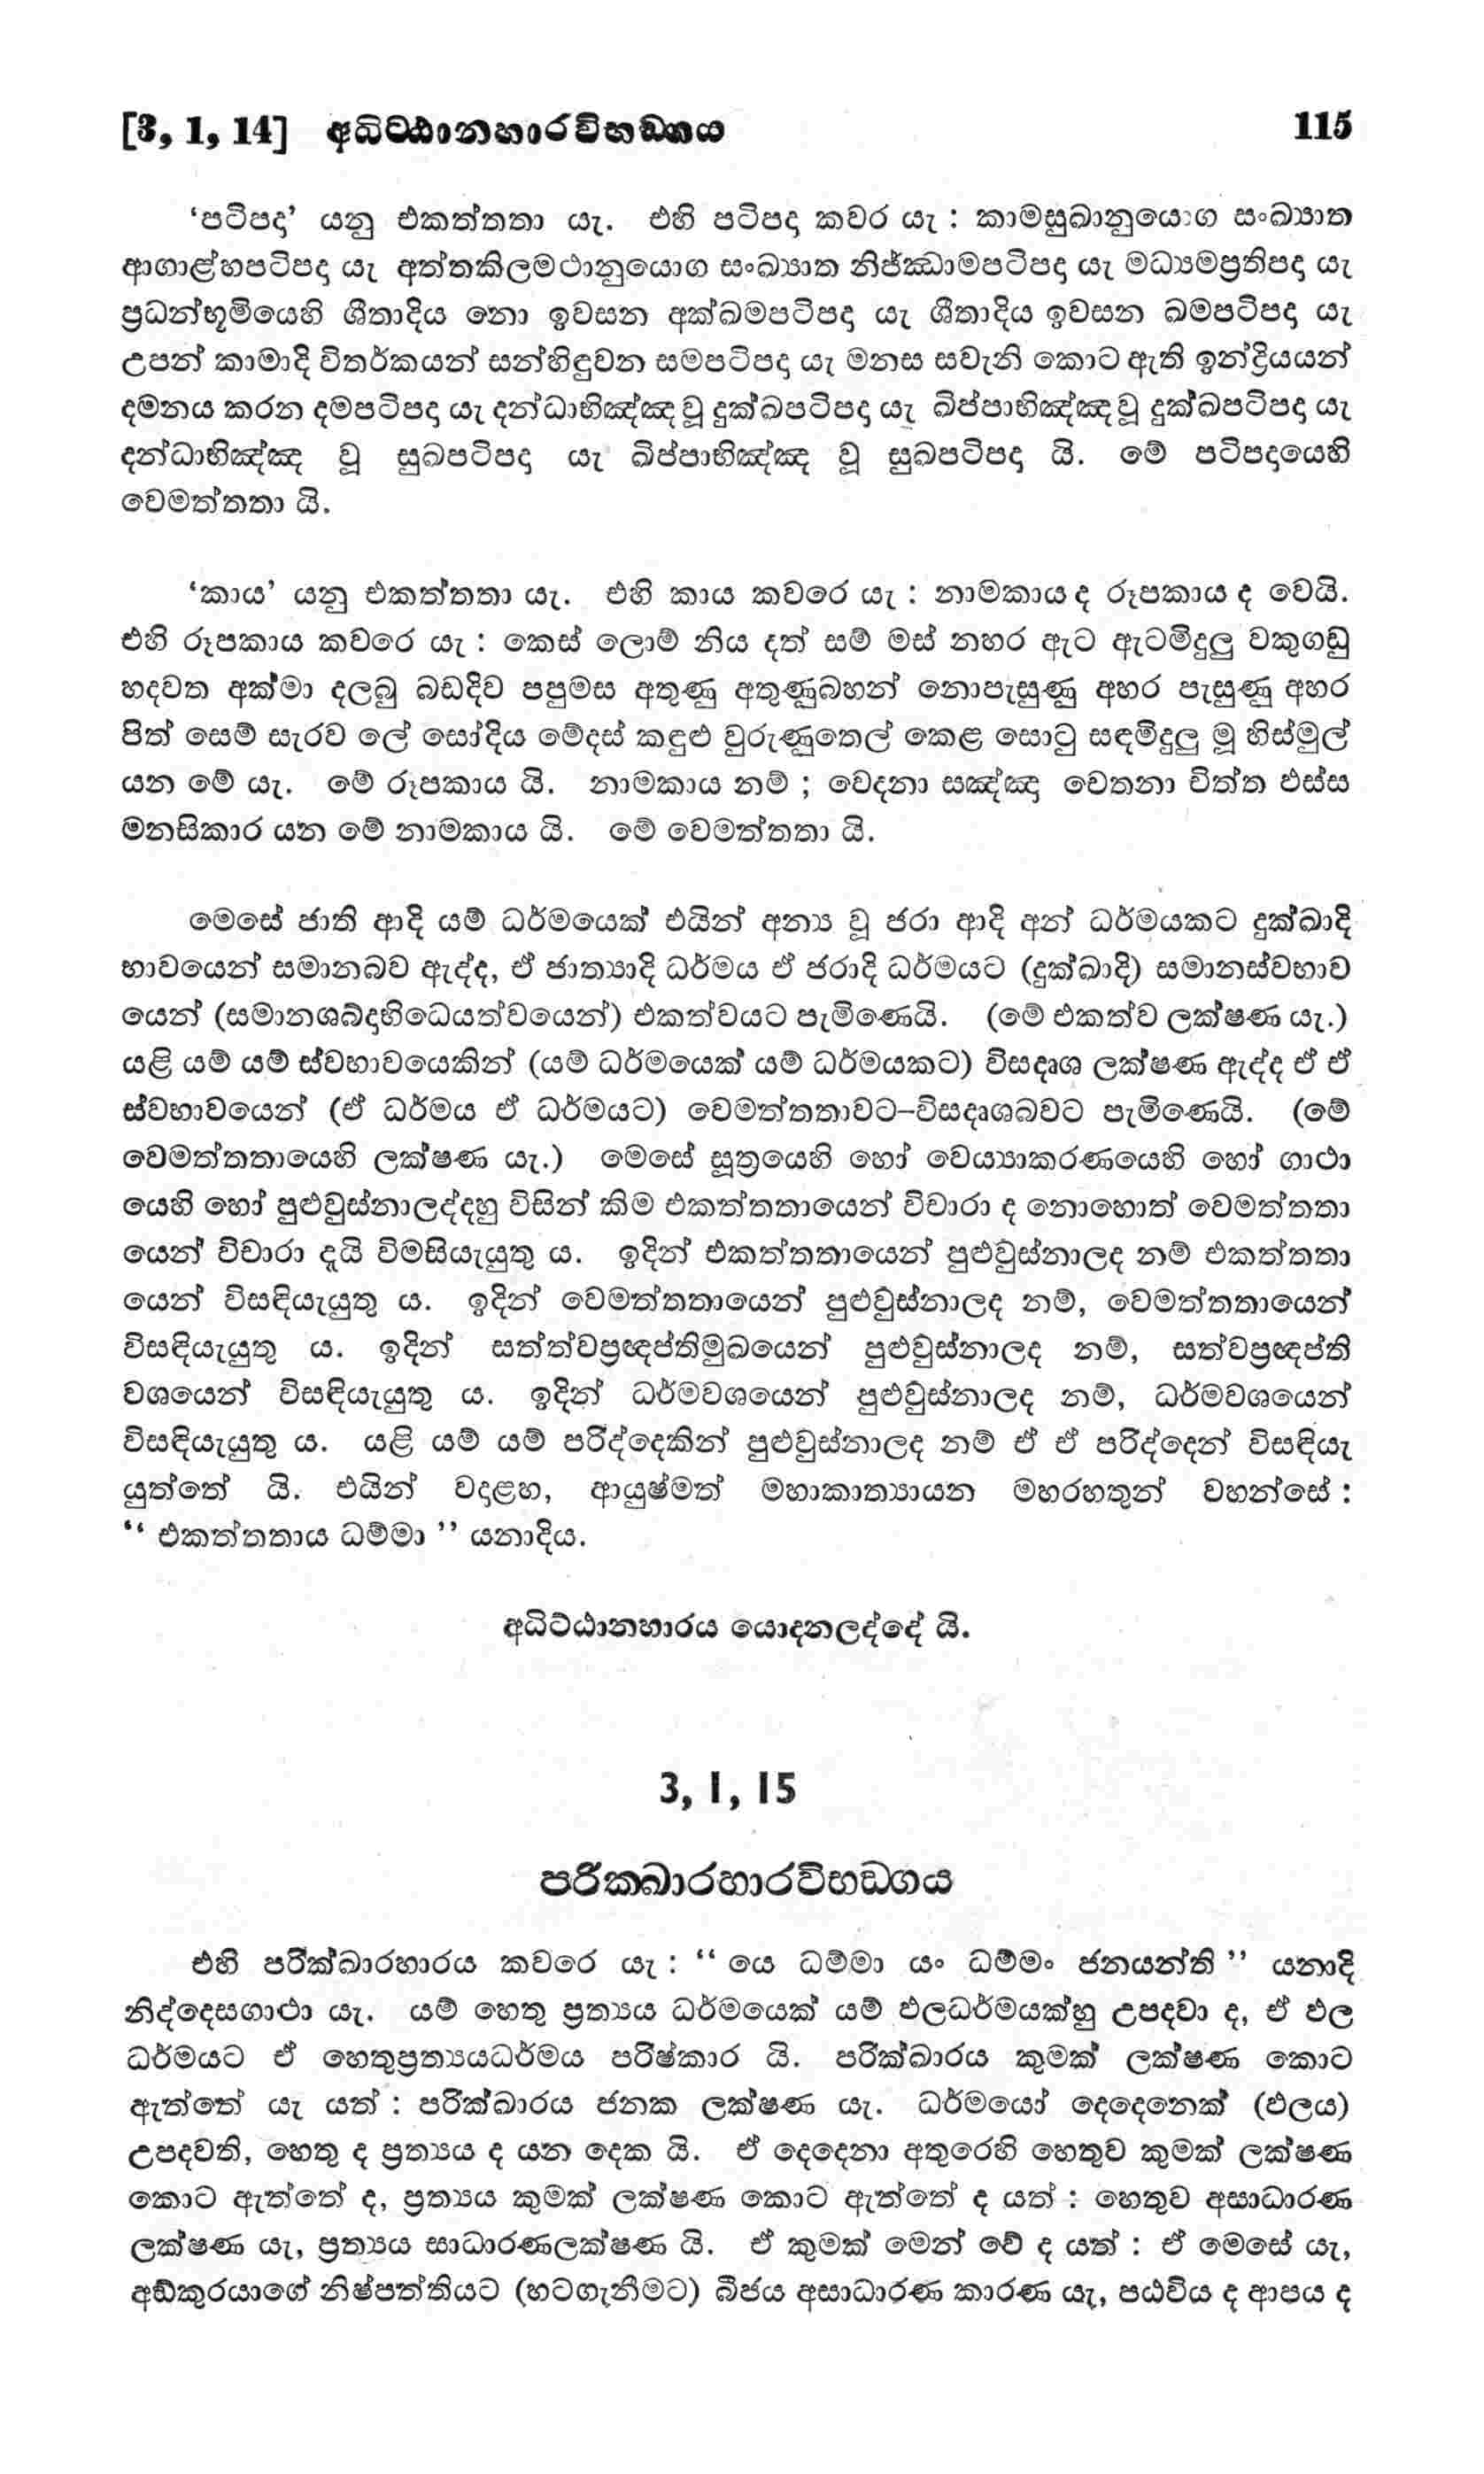 [3, 1, 14] අධිට්ඨානහාරවිභඞ්ගය 115
‘පටිපදා’ යනු එකත්තතා යැ. එහි පටිපදා කවර යැ : කාමසුඛානුයොග සංඛ්‍යාත
ආගාළ්හපටිපදා යැ අත්තකිලමථානුයොග සංඛ්‍යාත නිජ්ඣාමපටිපදා යැ මධ්‍යමප්‍රතිපදා යැ
ප්‍රධන්භූමියෙහි ශීතාදිය නො ඉවසන අක්ඛමපටිපදා යැ ශීතාදිය ඉවසන ඛමපටිපදා යැ
උපන් කාමාදි විතර්කයන් සන්හිඳුවන සමපටිපදා යැ මනස සවැනි කොට ඇති ඉන්ද්‍රියයන්
දමනය කරන දමපටිපදා යැ දන්ධාභිඤ්ඤ වූ දුක්ඛපටිපදා යැ ඛිප්පාභිඤ්ඤ වූ දුක්ඛපටිපදා යැ
දන්ධාභිඤ්ඤ වූ සුඛපටිපදා යැ ඛිප්පාභිඤ්ඤ වූ සුඛපටිපදා යි. මේ පටිපදායෙහි
වෙමත්තතා යි.
‘කාය’ යනු එකත්තතා යැ. එහි කාය කවරෙ යැ : නාමකාය ද රූපකාය ද වෙයි.
එහි රූපකාය කවරෙ යැ : කෙස් ලොම් නිය දත් සම් මස් නහර ඇට ඇටමිදුලු වකුගඩු
හදවත අක්මා දලබු බඩදිව පපුමස අතුණු අතුණුබහන් නොපැසුණු අහර පැසුණු අහර
පිත් සෙම් සැරව ලේ සෝදිය මේදස් කඳුළු වුරුණුතෙල් කෙළ සොටු සඳමිදුලු මූ හිස්මුල්
යන මේ යැ. මේ රූපකාය යි. නාමකාය නම් ; වෙදනා සඤ්ඤා චෙතනා චිත්ත ඵස්ස
මනසිකාර යන මේ නාමකාය යි. මේ වෙමත්තතා යි.
මෙසේ ජාති ආදි යම් ධර්මයෙක් එයින් අන්‍ය වූ ජරා ආදි අන් ධර්මයකට දුක්ඛාදි
භාවයෙන් සමානබව ඇද්ද, ඒ ජාත්‍යාදි ධර්මය ඒ ජරාදි ධර්මයට (දුක්ඛාදි) සමානස්වභාව
යෙන් (සමානශබ්දාභිධෙයත්වයෙන්) එකත්වයට පැමිණෙයි. (මේ එකත්ව ලක්ෂණ යැ.)
යළි යම් යම් ස්වභාවයෙකින් (යම් ධර්මයෙක් යම් ධර්මයකට) විසදෘශ ලක්ෂණ ඇද්ද ඒ ඒ
ස්වභාවයෙන් (ඒ ධර්මය ඒ ධර්මයට) වෙමත්තතාවට–විසදෘශබවට පැමිණෙයි. (මේ
වෙමත්තතායෙහි ලක්ෂණ යැ.) මෙසේ සූත්‍රයෙහි හෝ වෙය්‍යාකරණයෙහි හෝ ගාථා
යෙහි හෝ පුළුවුස්නාලද්දහු විසින් කිම එකත්තතායෙන් විචාරා ද නොහොත් වෙමත්තතා
යෙන් විචාරා දැයි විමසියැයුතු ය. ඉදින් එකත්තතායෙන් පුළුවුස්නාලද නම් එකත්තතා
යෙන් විසඳියැයුතු ය. ඉදින් වෙමත්තතායෙන් පුළුවුස්නාලද නම්, වෙමත්තතායෙන්
විසඳියැයුතු ය. ඉදින් සත්ත්වප්‍රඥප්තිමුඛයෙන් පුළුවුස්නාලද නම්, සත්වප්‍රඥප්ති
වශයෙන් විසඳියැයුතු ය. ඉදින් ධර්මවශයෙන් පුළුවුස්නාලද නම්, ධර්මවශයෙන්
විසඳියැයුතු ය. යළි යම් යම් පරිද්දෙකින් පුළුවුස්නාලද නම් ඒ ඒ පරිද්දෙන් විසඳියැ
යුත්තේ යි. එයින් වදාළහ, ආයුෂ්මත් මහාකාත්‍යායන මහරහතුන් වහන්සේ :
“ එකත්තතාය ධම්මා ” යනාදිය.
අධිට්ඨානහාරය යොදනලද්දේ යි.
3, 1, 15
පරික්ඛාරහාරවිභඞ්ගය
එහි පරික්ඛාරහාරය කවරෙ යැ : “ යෙ ධම්මා යං ධම්මං ජනයන්ති ” යනාදි
නිද්දෙසගාථා යැ. යම් හෙතු ප්‍රත්‍යය ධර්මයෙක් යම් ඵලධර්මයක්හු උපදවා ද, ඒ ඵල
ධර්මයට ඒ හෙතුප්‍රත්‍යයධර්මය පරිෂ්කාර යි. පරික්ඛාරය කුමක් ලක්ෂණ කොට
ඇත්තේ යැ යත් : පරික්ඛාරය ජනක ලක්ෂණ යැ. ධර්මයෝ දෙදෙනෙක් (ඵලය)
උපදවති, හෙතු ද ප්‍රත්‍යය ද යන දෙක යි. ඒ දෙදෙනා අතුරෙහි හෙතුව කුමක් ලක්ෂණ
කොට ඇත්තේ ද, ප්‍රත්‍යය කුමක් ලක්ෂණ කොට ඇත්තේ ද යත් : හෙතුව අසාධාරණ
ලක්ෂණ යැ, ප්‍රත්‍යය සාධාරණලක්ෂණ යි. ඒ කුමක් මෙන් වේ ද යත් : ඒ මෙසේ යැ,
අඞ්කුරයාගේ නිෂ්පත්තියට (හටගැනීමට) බීජය අසාධාරණ කාරණ යැ, පඨවිය ද ආපය ද